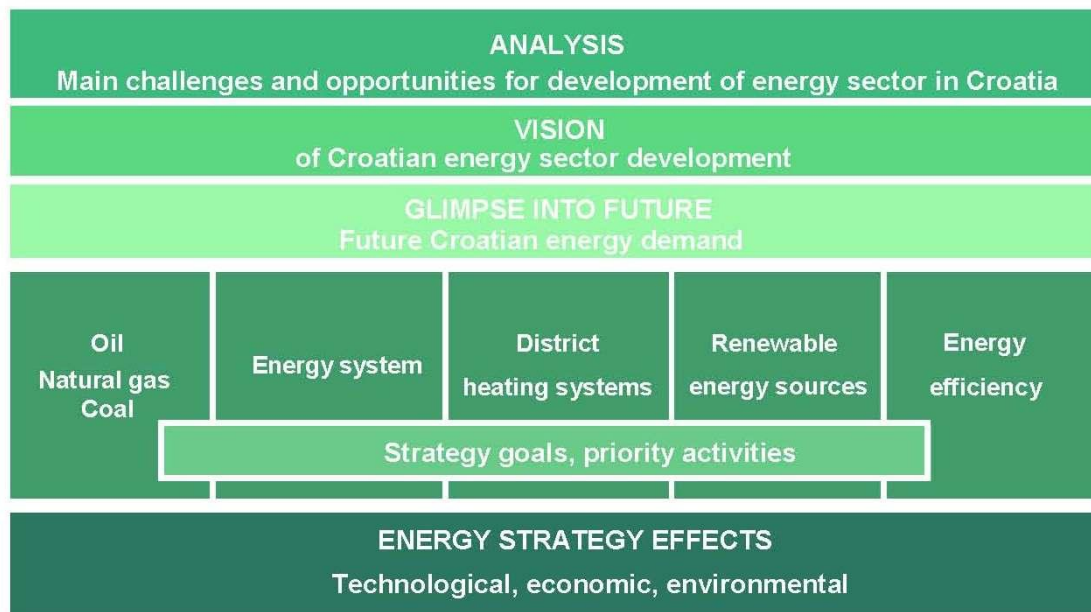 ANALYSIS
Main challenges and opportunities for development of energy sector in Croatia
VISION
of Croatian energy sector development
GLIMPSE INTO FUTURE
Future Croatian energy demand
Oil
Natural gas
Coal
Energy system
District
heating systems
Renewable
energy sources
Energy
efficiency
Strategy goals, priority activities
ENERGY STRATEGY EFFECTS
Technological, economic, environmental